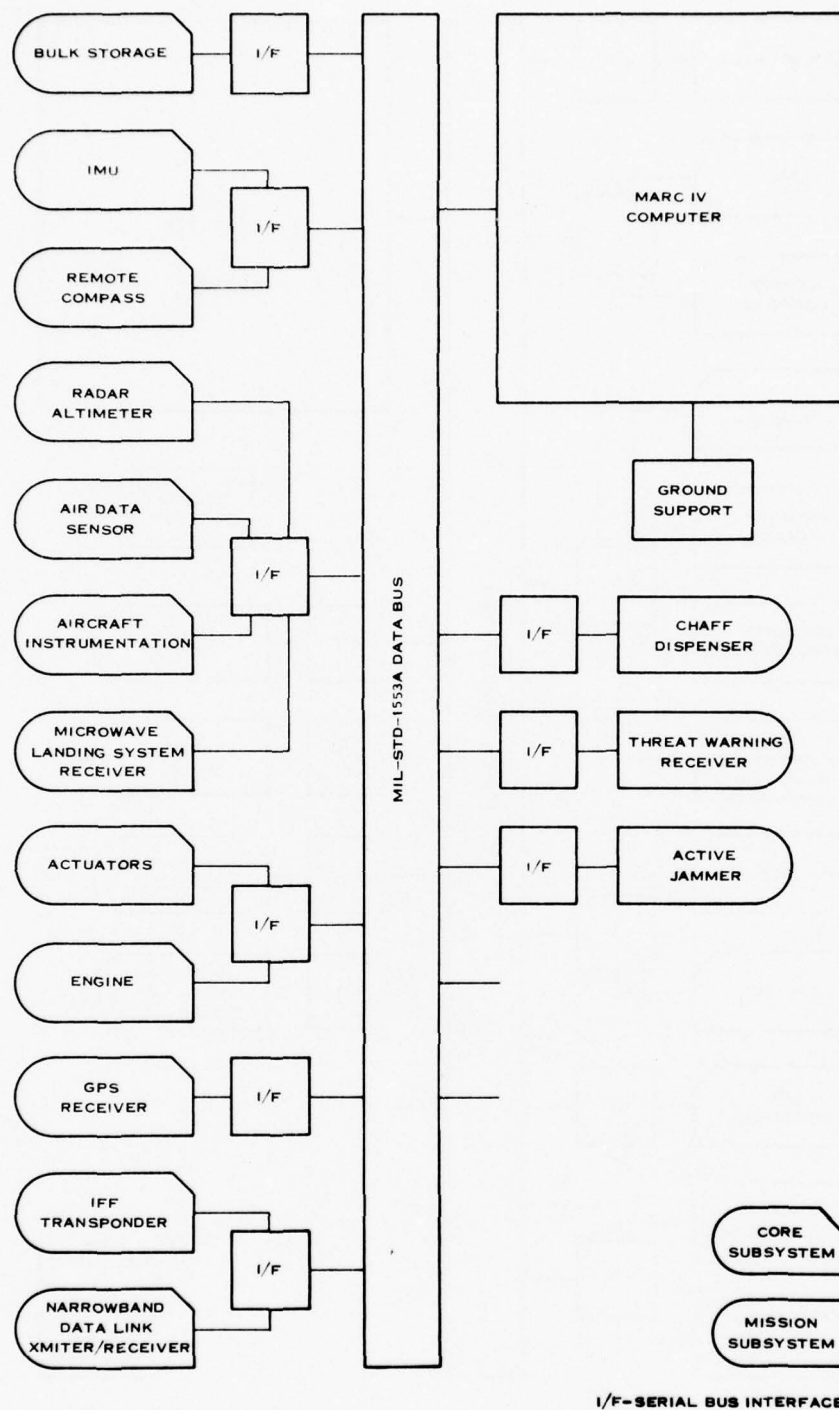 BULK STORAGE
I/F
IMU
I/F
REMOTE
COMPASS
RADAR
ALTIMETER
AIR DATA
SENSOR
I/F
AIRCRAFT
INSTRUMENTATION
MICROWAVE
LANDING SYSTEM
RECEIVER
ACTUATORS
I/F
ENGINE
GPS
RECEIVER
I/F
IFF
TRANSPONDER
I/F
NARROWBAND
DATA LINK
XMITER/RECEIVER
MIL-STD-1553A DATA BUS
MARC IV
COMPUTER
GROUND
SUPPORT
I/F
CHAFF
DISPENSER
I/F
THREAT WARNING
RECEIVER
I/F
ACTIVE
JAMMER
CORE
SUBSYSTEM
MISSION
SUBSYSTEM
I/F-SERIAL BUS INTERFACE